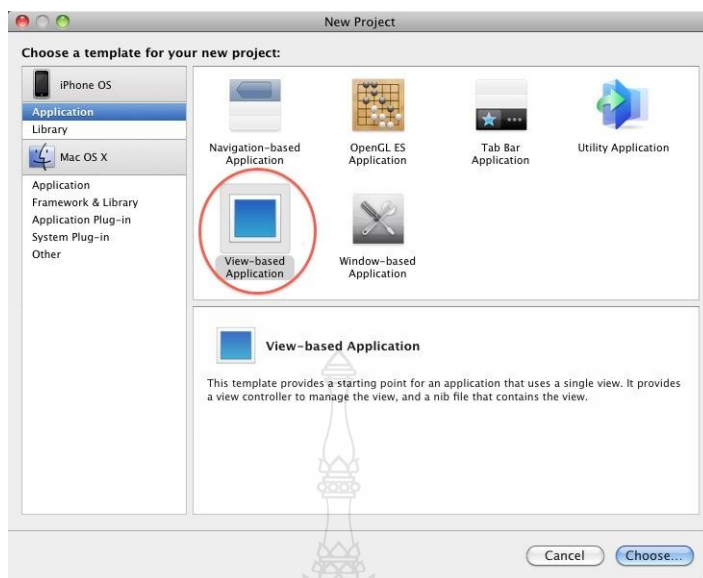 New Project
Choose a template for your new project:
iPhone OS
Application
Library
Mac OS X
Application
Framework & Library
Application Plug-in
System Plug-in
Other
Navigation-based
Application
OpenGL ES
Application
Tab Bar
Application
Utility Application
View-based
Application
Window-based
Application
View-based Application
This template provides a starting point for an application that uses a single view. It provides
a view controller to manage the view, and a nib file that contains the view.
Cancel
Choose...